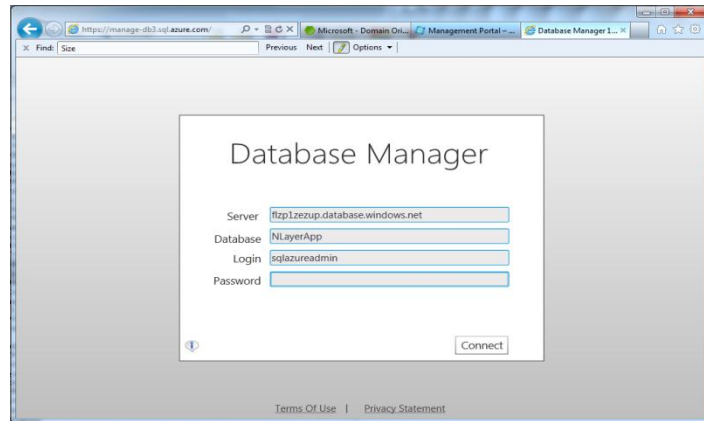 https://manage-db3.sql.azure.com/
Microsoft - Domain Ori...
Management Portal – ...
Database Manager 1...
Find: Size
Previous Next Options
Database Manager
Server flzp1zezup.database.windows.net
Database NLayerApp
Login sqlazureadmin
Password
Connect
Terms Of Use | Privacy Statement